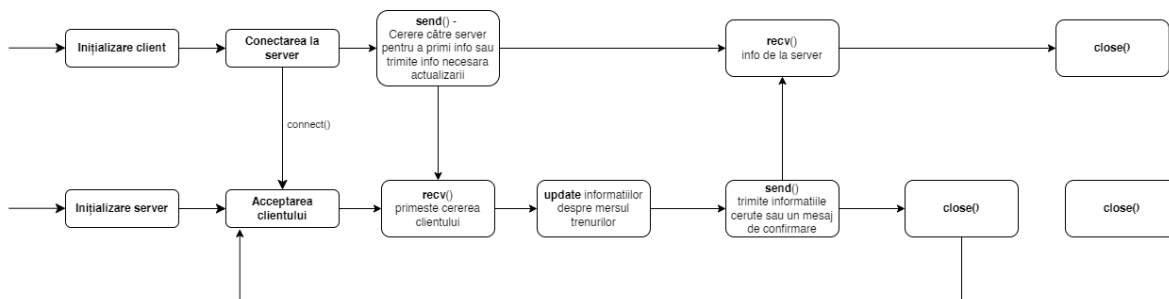 Inițializare client
Conectarea la
server
send() -
Cerere către server
pentru a primi info sau
trimite info necesara
actualizarii
recv()
info de la server
close()
connect()
Inițializare server
Acceptarea
clientului
recv()
primeste cererea
clientului
update informatiilor
despre mersul
trenurilor
send()
trimite informatiile
cerute sau un mesaj
de confirmare
close()
close()